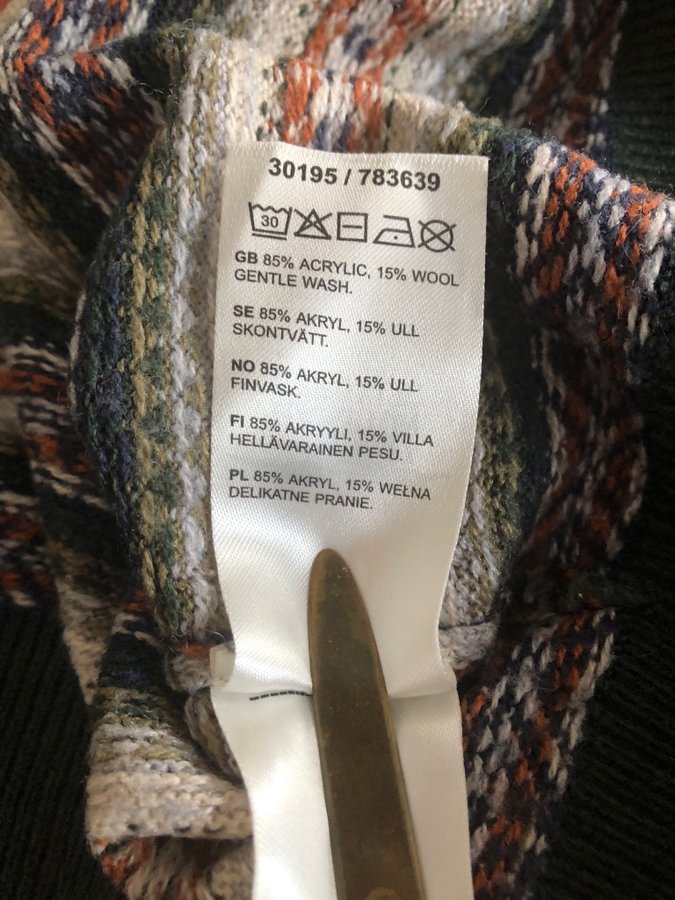 30195 / 783639
30
GB 85% ACRYLIC, 15% WOOL
GENTLE WASH.
SE 85% AKRYL, 15% ULL
SKONTVÄTT.
NO 85% AKRYL, 15% ULL
FINVASK.
FI 85% AKRYYLI, 15% VILLA
HELLÄVARAINEN PESU.
PL 85% AKRYL, 15% WEŁNA
DELIKATNE PRANIE.